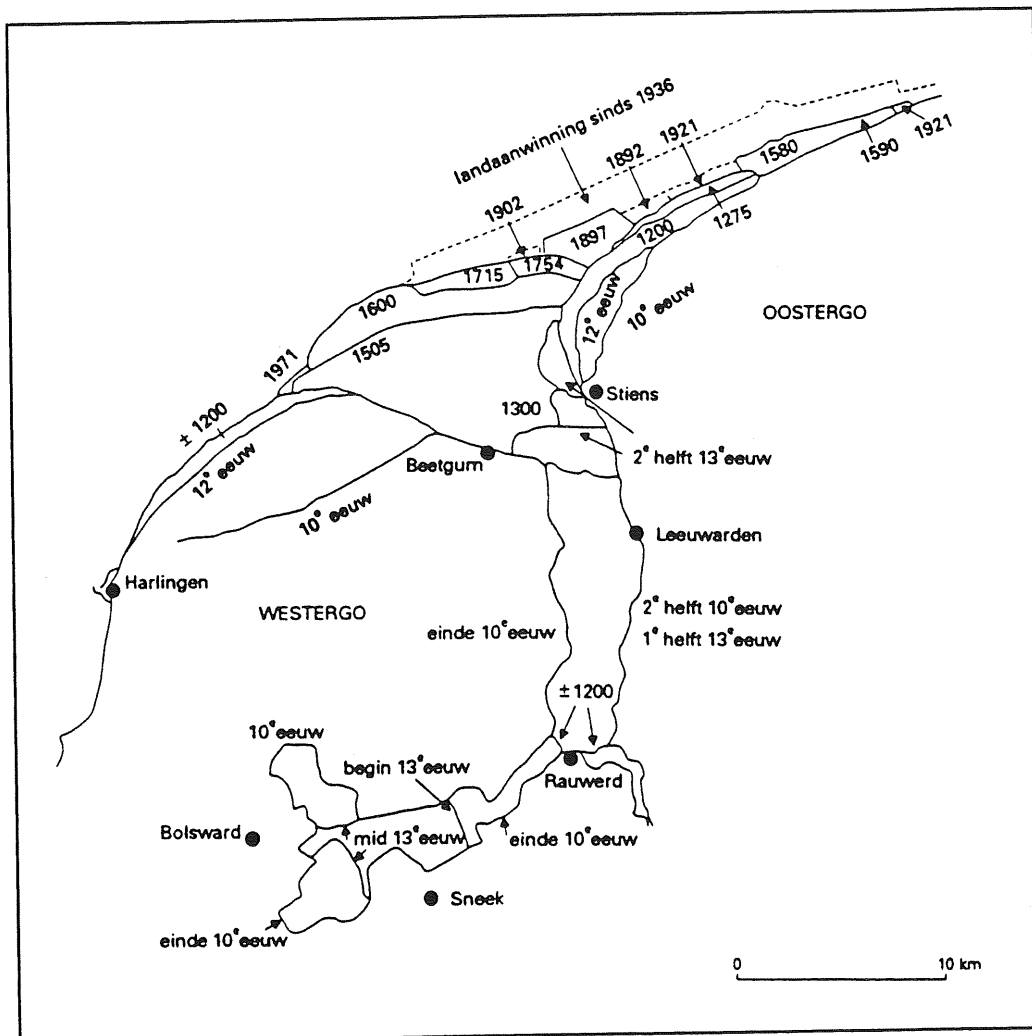 landaanwinning sinds 1936
1921
1892
1902
1580
1590
1921
1275
1200
1897
1754
1715
1600
1505
1971
± 1200
12e eeuw
10e eeuw
12e eeuw
10e eeuw
OOSTERGO
Stiens
1300
2e helft 13e eeuw
Beetgum
Leeuwarden
Harlingen
WESTERGO
einde 10e eeuw
2e helft 10e eeuw
1e helft 13e eeuw
± 1200
10e eeuw
begin 13e eeuw
Rauwerd
Bolsward
mid 13e eeuw
einde 10e eeuw
Sneek
einde 10e eeuw
0 10 km